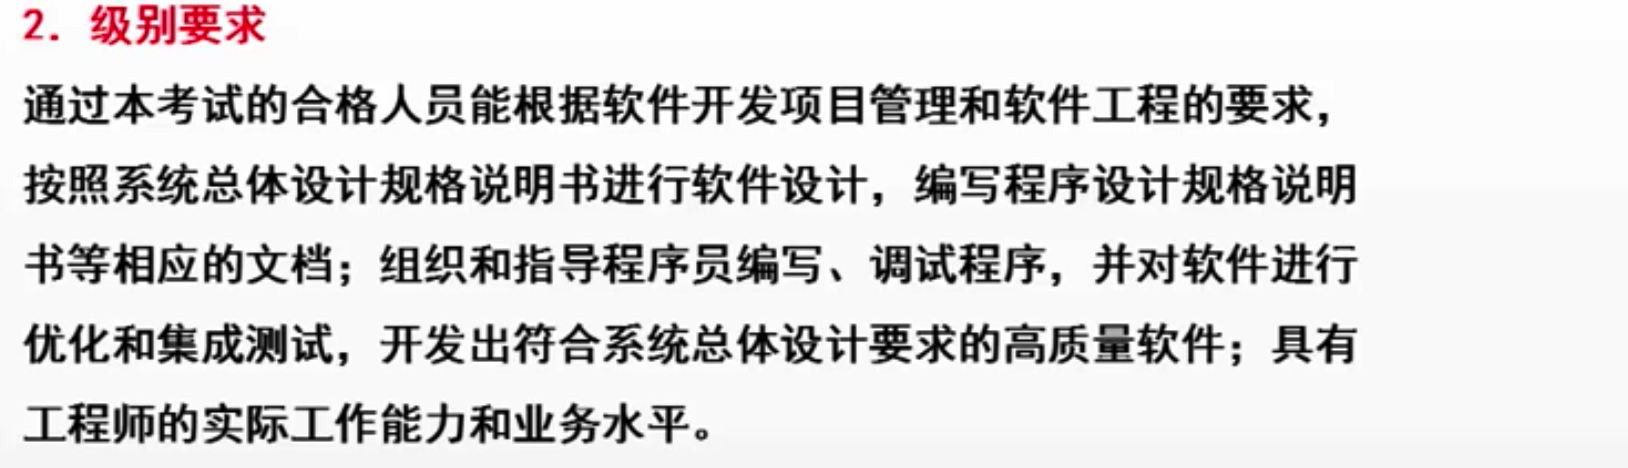 2. 级别要求
通过本考试的合格人员能根据软件开发项目管理和软件工程的要求，
按照系统总体设计规格说明书进行软件设计，编写程序设计规格说明
书等相应的文档；组织和指导程序员编写、调试程序，并对软件进行
优化和集成测试，开发出符合系统总体设计要求的高质量软件；具有
工程师的实际工作能力和业务水平。